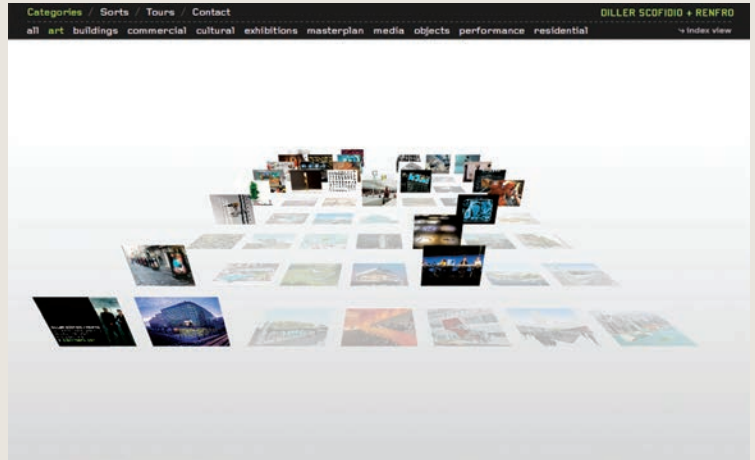 Categories / Sorts / Tours / Contact
DILLER SCOFIDIO + RENFRO
all art buildings commercial cultural exhibitions masterplan media objects performance residential
Index view